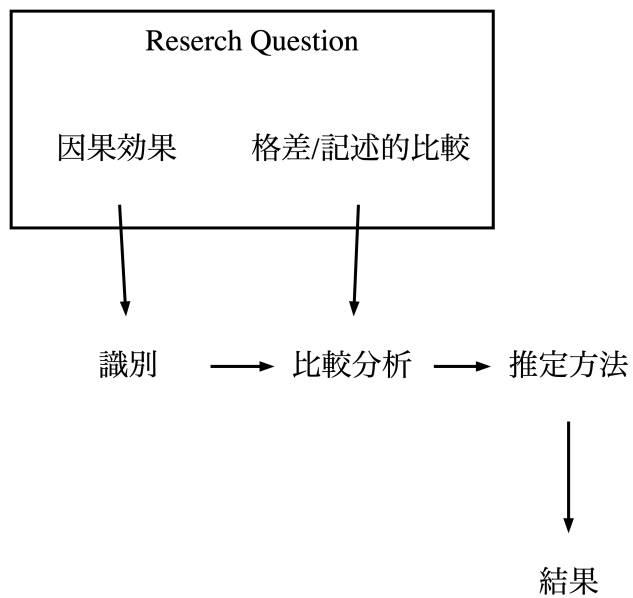 Reserch Question
因果効果 格差/記述的比較
識別 比較分析 推定方法
結果